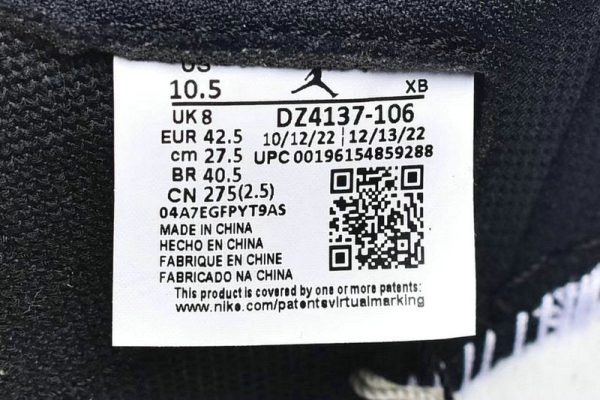 US
10.5 XB
UK 8 DZ4137-106
EUR 42.5 10/12/22 | 12/13/22
cm 27.5 UPC 00196154859288
BR 40.5
CN 275(2.5)
04A7EGFPYT9AS
MADE IN CHINA
HECHO EN CHINA
FABRIQUE EN CHINE
FABRICADO NA CHINA
This product is covered by one or more patents:
www.nike.com/patentsvirtualmarking